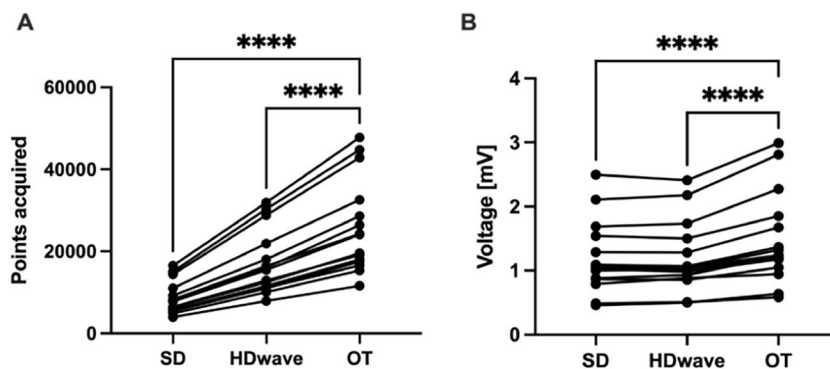 A
****
****
60000
40000
20000
0
Points acquired
SD HDwave OT
B
****
****
4
3
2
1
0
Voltage [mV]
SD HDwave OT